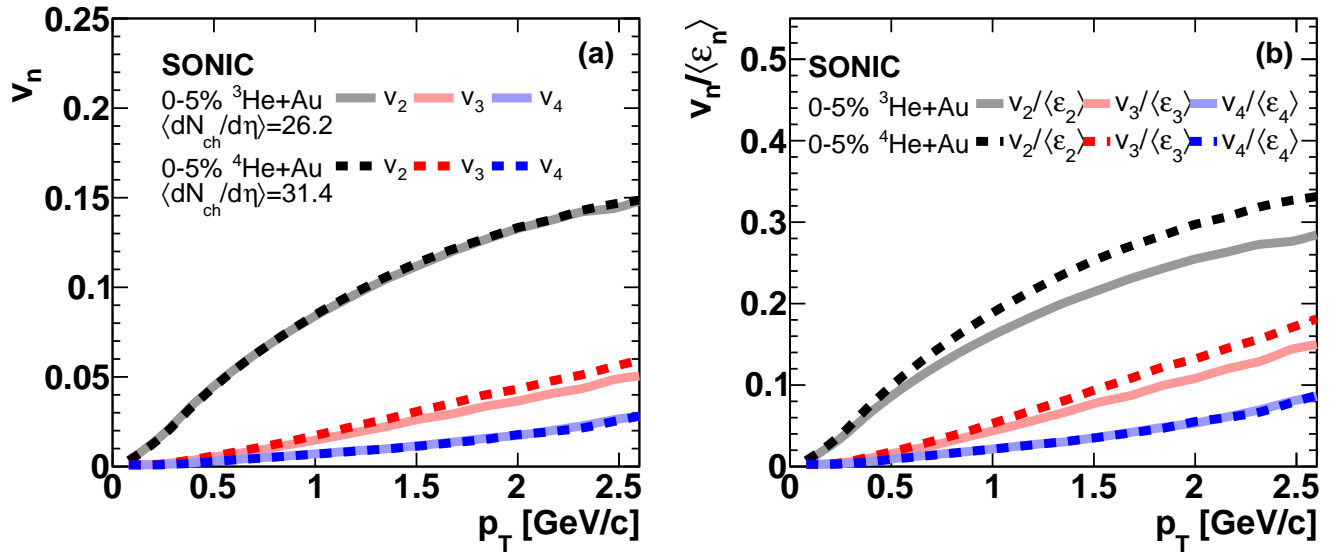 v_n
0.25
0.2
0.15
0.1
0.05
0
(a)
SONIC
0-5% ³He+Au v₂ v₃ v₄
⟨dN_ch/dη⟩=26.2
0-5% ⁴He+Au v₂ v₃ v₄
⟨dN_ch/dη⟩=31.4
0 0.5 1 1.5 2 2.5
p_T [GeV/c]
v_n/⟨ε_n⟩
0.5
0.4
0.3
0.2
0.1
0
(b)
SONIC
0-5% ³He+Au v₂/⟨ε₂⟩ v₃/⟨ε₃⟩ v₄/⟨ε₄⟩
0-5% ⁴He+Au v₂/⟨ε₂⟩ v₃/⟨ε₃⟩ v₄/⟨ε₄⟩
0 0.5 1 1.5 2 2.5
p_T [GeV/c]